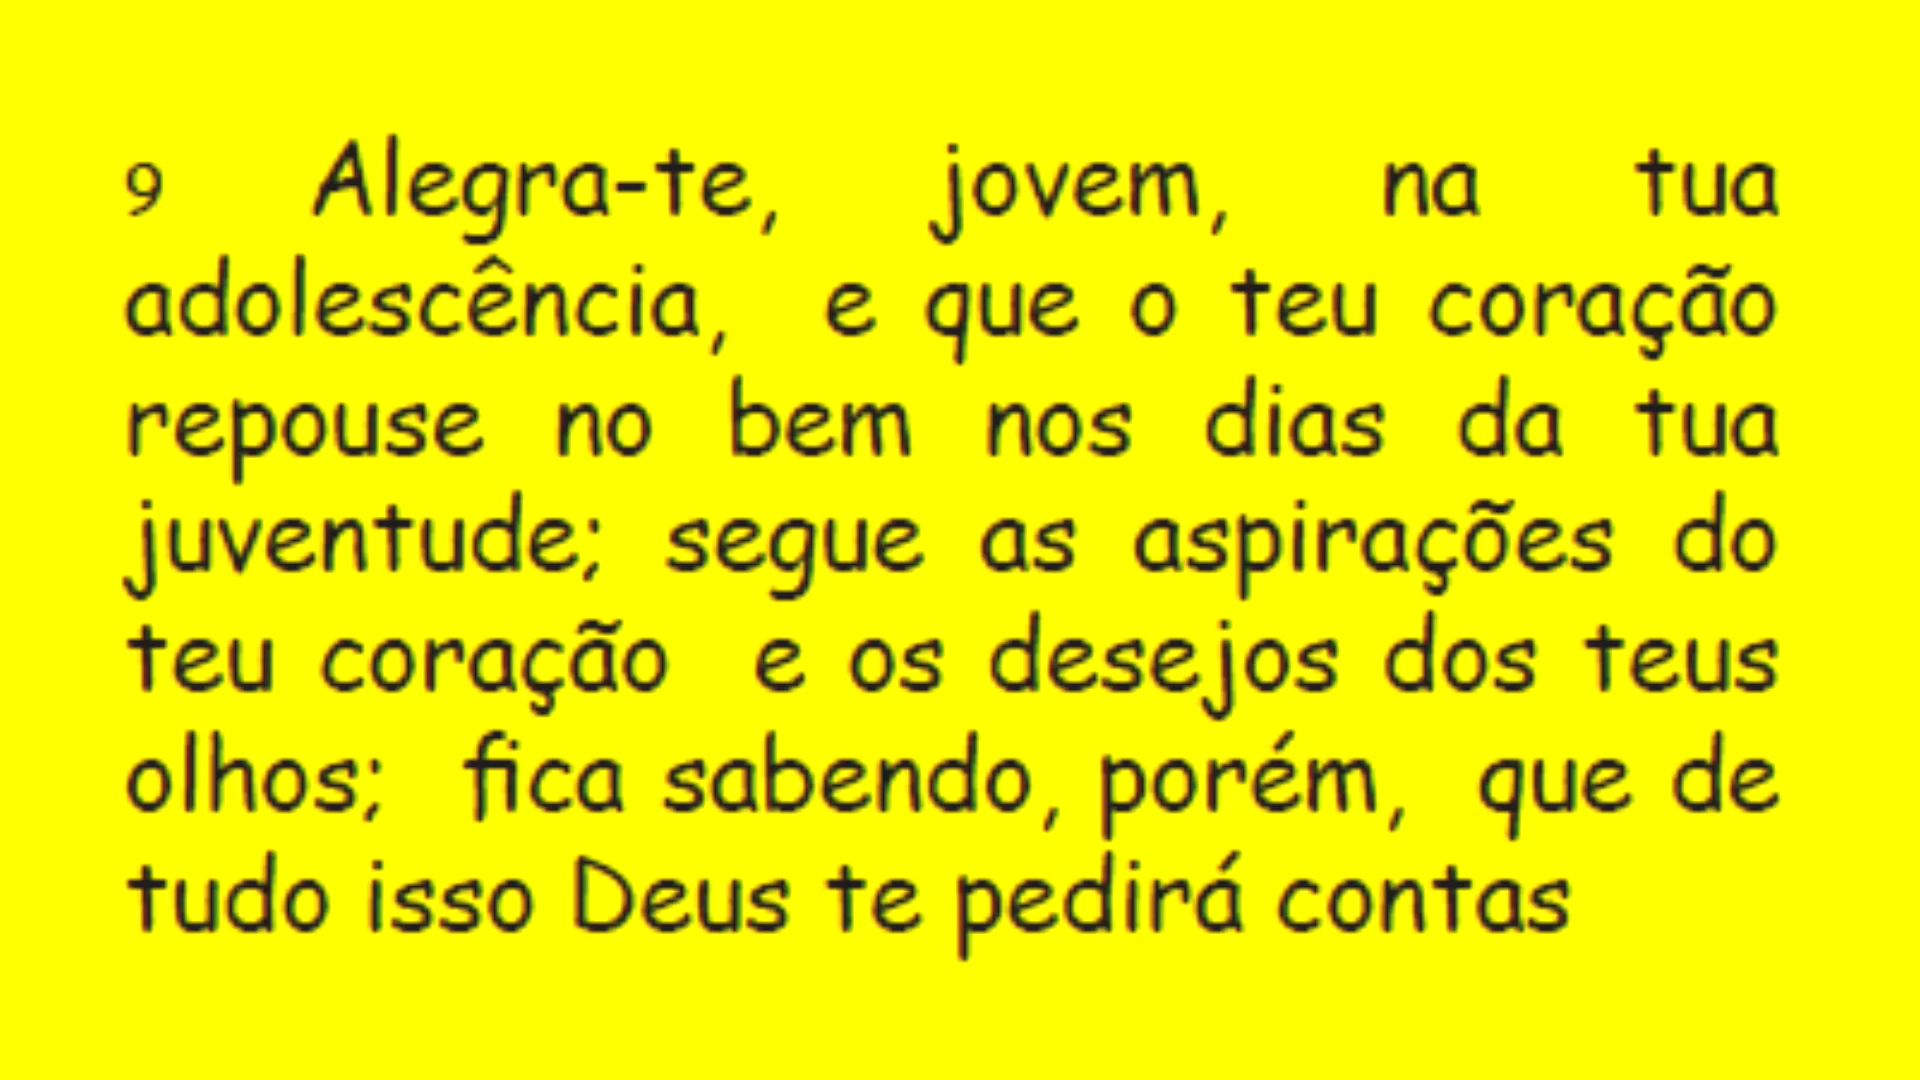 9 Alegra-te, jovem, na tua
adolescência, e que o teu coração
repouse no bem nos dias da tua
juventude; segue as aspirações do
teu coração e os desejos dos teus
olhos; fica sabendo, porém, que de
tudo isso Deus te pedirá contas